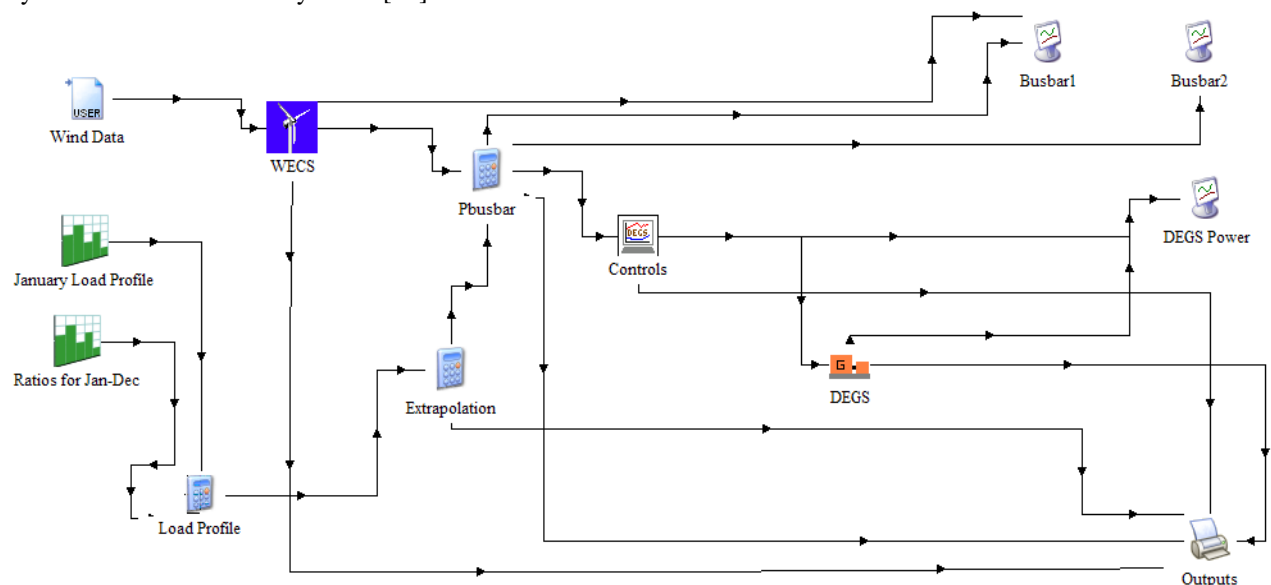 Busbar1
Busbar2
USER
Wind Data
WECS
Pbusbar
DEGS
Controls
DEGS Power
January Load Profile
Ratios for Jan-Dec
Extrapolation
G
DEGS
Load Profile
Outputs